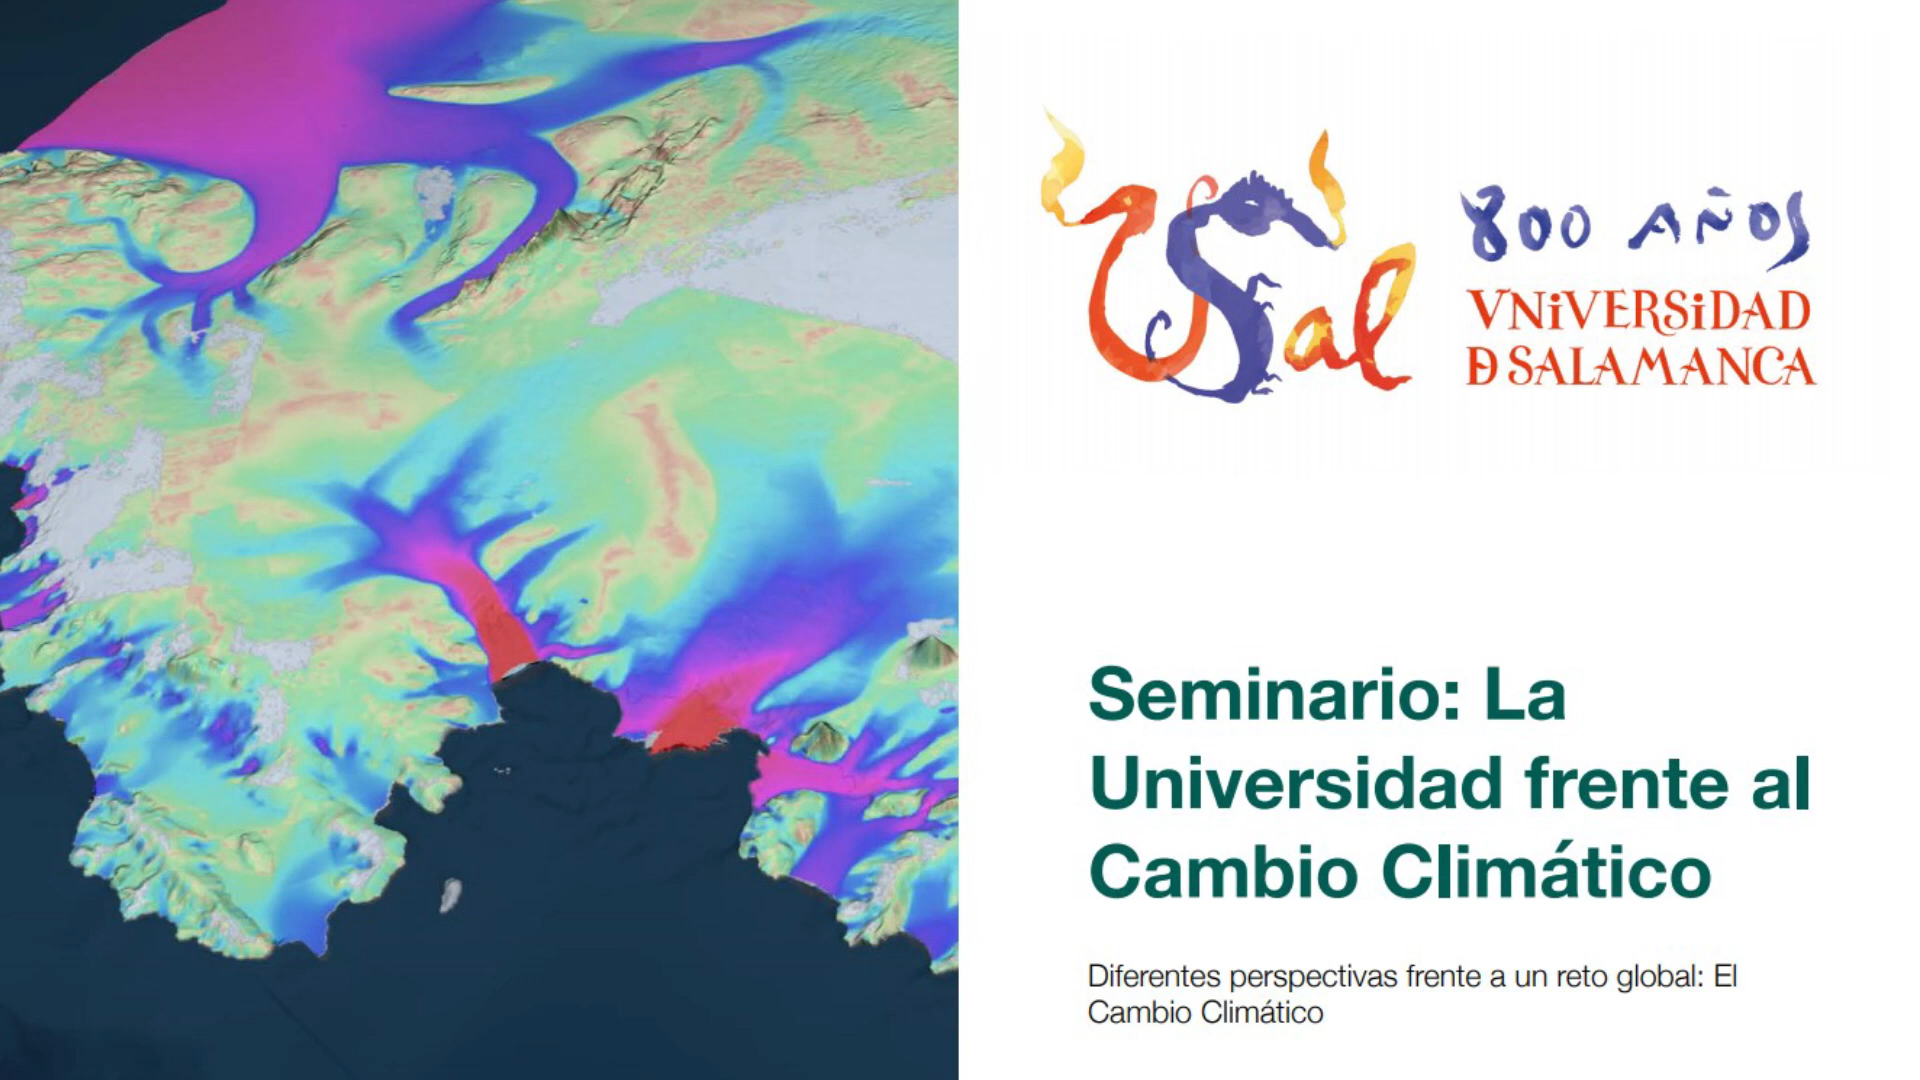 USal
800 AÑOS
VNiVERSiDAD
D SALAMANCA
Seminario: La
Universidad frente al
Cambio Climático
Diferentes perspectivas frente a un reto global: El
Cambio Climático